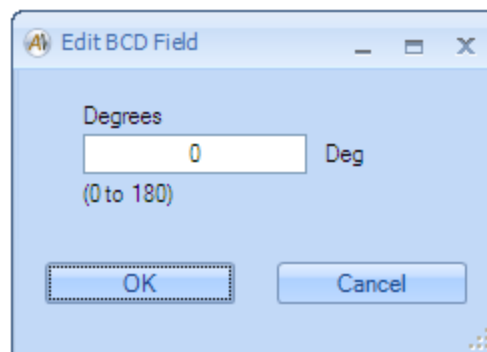 Edit BCD Field
Degrees
0 Deg
(0 to 180)
OK Cancel